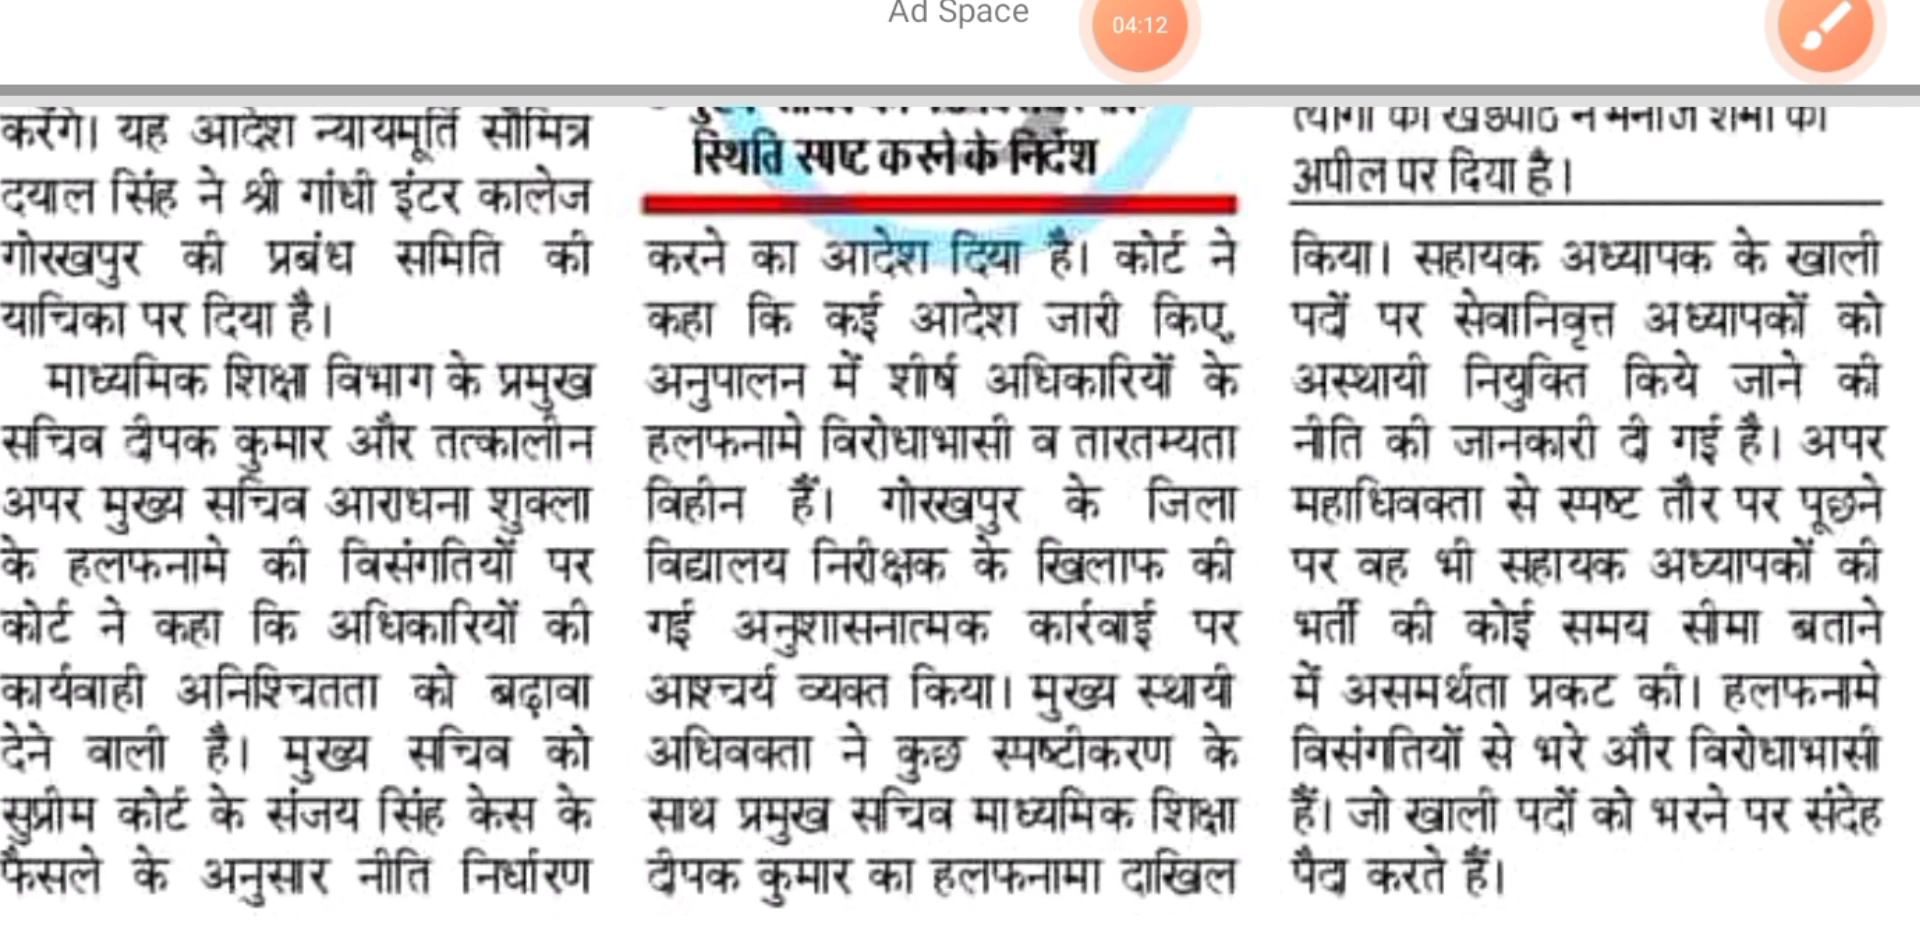 Ad Space
04:12
करेंगे। यह आदेश न्यायमूर्ति सौमित्र
दयाल सिंह ने श्री गांधी इंटर कालेज
गोरखपुर की प्रबंध समिति की
याचिका पर दिया है।
माध्यमिक शिक्षा विभाग के प्रमुख
सचिव दीपक कुमार और तत्कालीन
अपर मुख्य सचिव आराधना शुक्ला
के हलफनामे की विसंगतियों पर
कोर्ट ने कहा कि अधिकारियों की
कार्यवाही अनिश्चितता को बढ़ावा
देने वाली है। मुख्य सचिव को
सुप्रीम कोर्ट के संजय सिंह केस के
फैसले के अनुसार नीति निर्धारण
स्थिति स्पष्ट करने के निर्देश
करने का आदेश दिया है। कोर्ट ने
कहा कि कई आदेश जारी किए,
अनुपालन में शीर्ष अधिकारियों के
हलफनामे विरोधाभासी व तारतम्यता
विहीन हैं। गोरखपुर के जिला
विद्यालय निरीक्षक के खिलाफ की
गई अनुशासनात्मक कार्रवाई पर
आश्चर्य व्यक्त किया। मुख्य स्थायी
अधिवक्ता ने कुछ स्पष्टीकरण के
साथ प्रमुख सचिव माध्यमिक शिक्षा
दीपक कुमार का हलफनामा दाखिल
त्यागी की खंडपीठ ने मनोज शर्मा की
अपील पर दिया है।
किया। सहायक अध्यापक के खाली
पदों पर सेवानिवृत्त अध्यापकों को
अस्थायी नियुक्ति किये जाने की
नीति की जानकारी दी गई है। अपर
महाधिवक्ता से स्पष्ट तौर पर पूछने
पर वह भी सहायक अध्यापकों की
भर्ती की कोई समय सीमा बताने
में असमर्थता प्रकट की। हलफनामे
विसंगतियों से भरे और विरोधाभासी
हैं। जो खाली पदों को भरने पर संदेह
पैदा करते हैं।